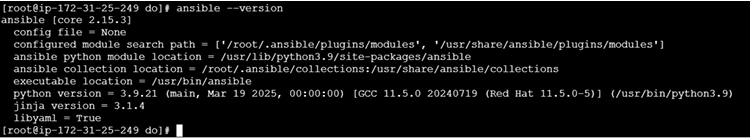 [root@ip-172-31-25-249 do]# ansible --version
ansible [core 2.15.3]
  config file = None
  configured module search path = ['/root/.ansible/plugins/modules', '/usr/share/ansible/plugins/modules']
  ansible python module location = /usr/lib/python3.9/site-packages/ansible
  ansible collection location = /root/.ansible/collections:/usr/share/ansible/collections
  executable location = /usr/bin/ansible
  python version = 3.9.21 (main, Mar 19 2025, 00:00:00) [GCC 11.5.0 20240719 (Red Hat 11.5.0-5)] (/usr/bin/python3.9)
  jinja version = 3.1.4
  libyaml = True
[root@ip-172-31-25-249 do]#